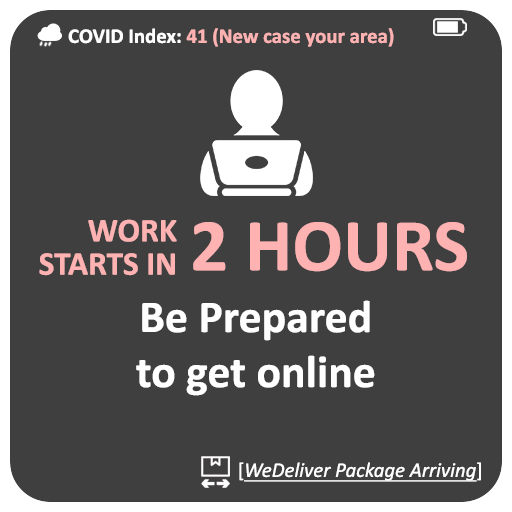 COVID Index: 41 (New case your area)
WORK
STARTS IN
2 HOURS
Be Prepared
to get online
[WeDeliver Package Arriving]